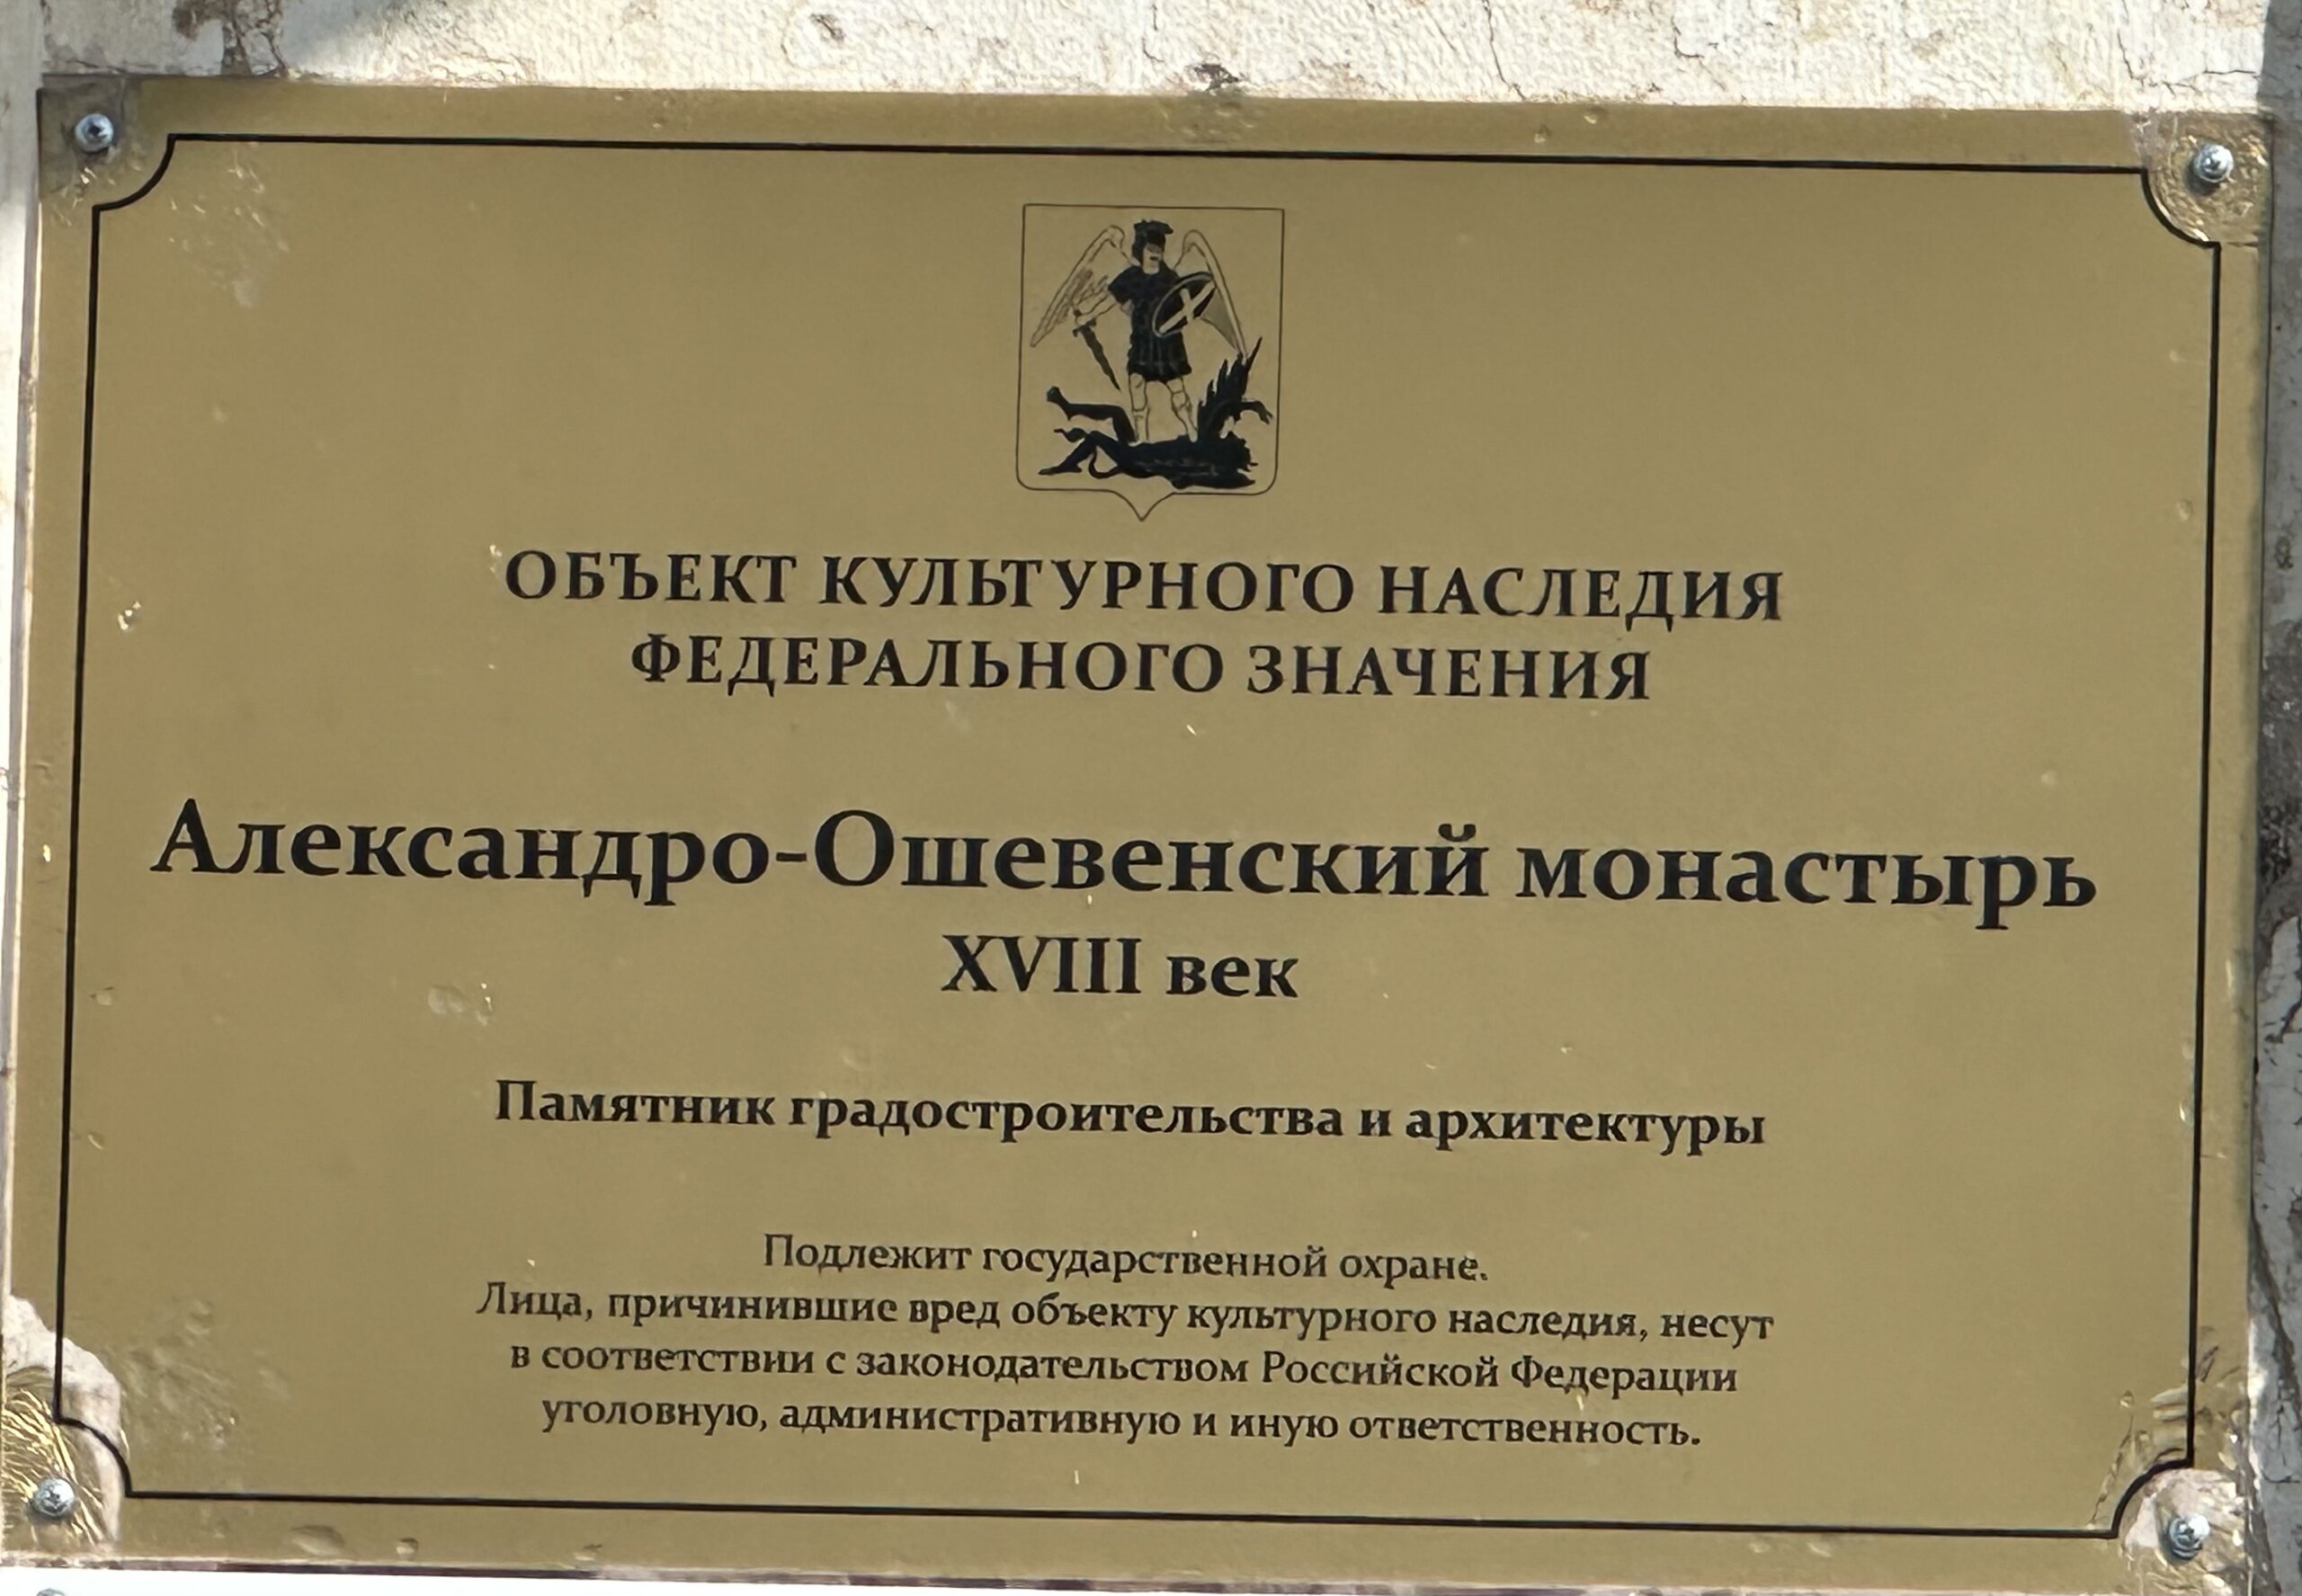 ОБЪЕКТ КУЛЬТУРНОГО НАСЛЕДИЯ
ФЕДЕРАЛЬНОГО ЗНАЧЕНИЯ
Александро-Ошевенский монастырь
XVIII век
Памятник градостроительства и архитектуры
Подлежит государственной охране.
Лица, причинившие вред объекту культурного наследия, несут
в соответствии с законодательством Российской Федерации
уголовную, административную и иную ответственность.